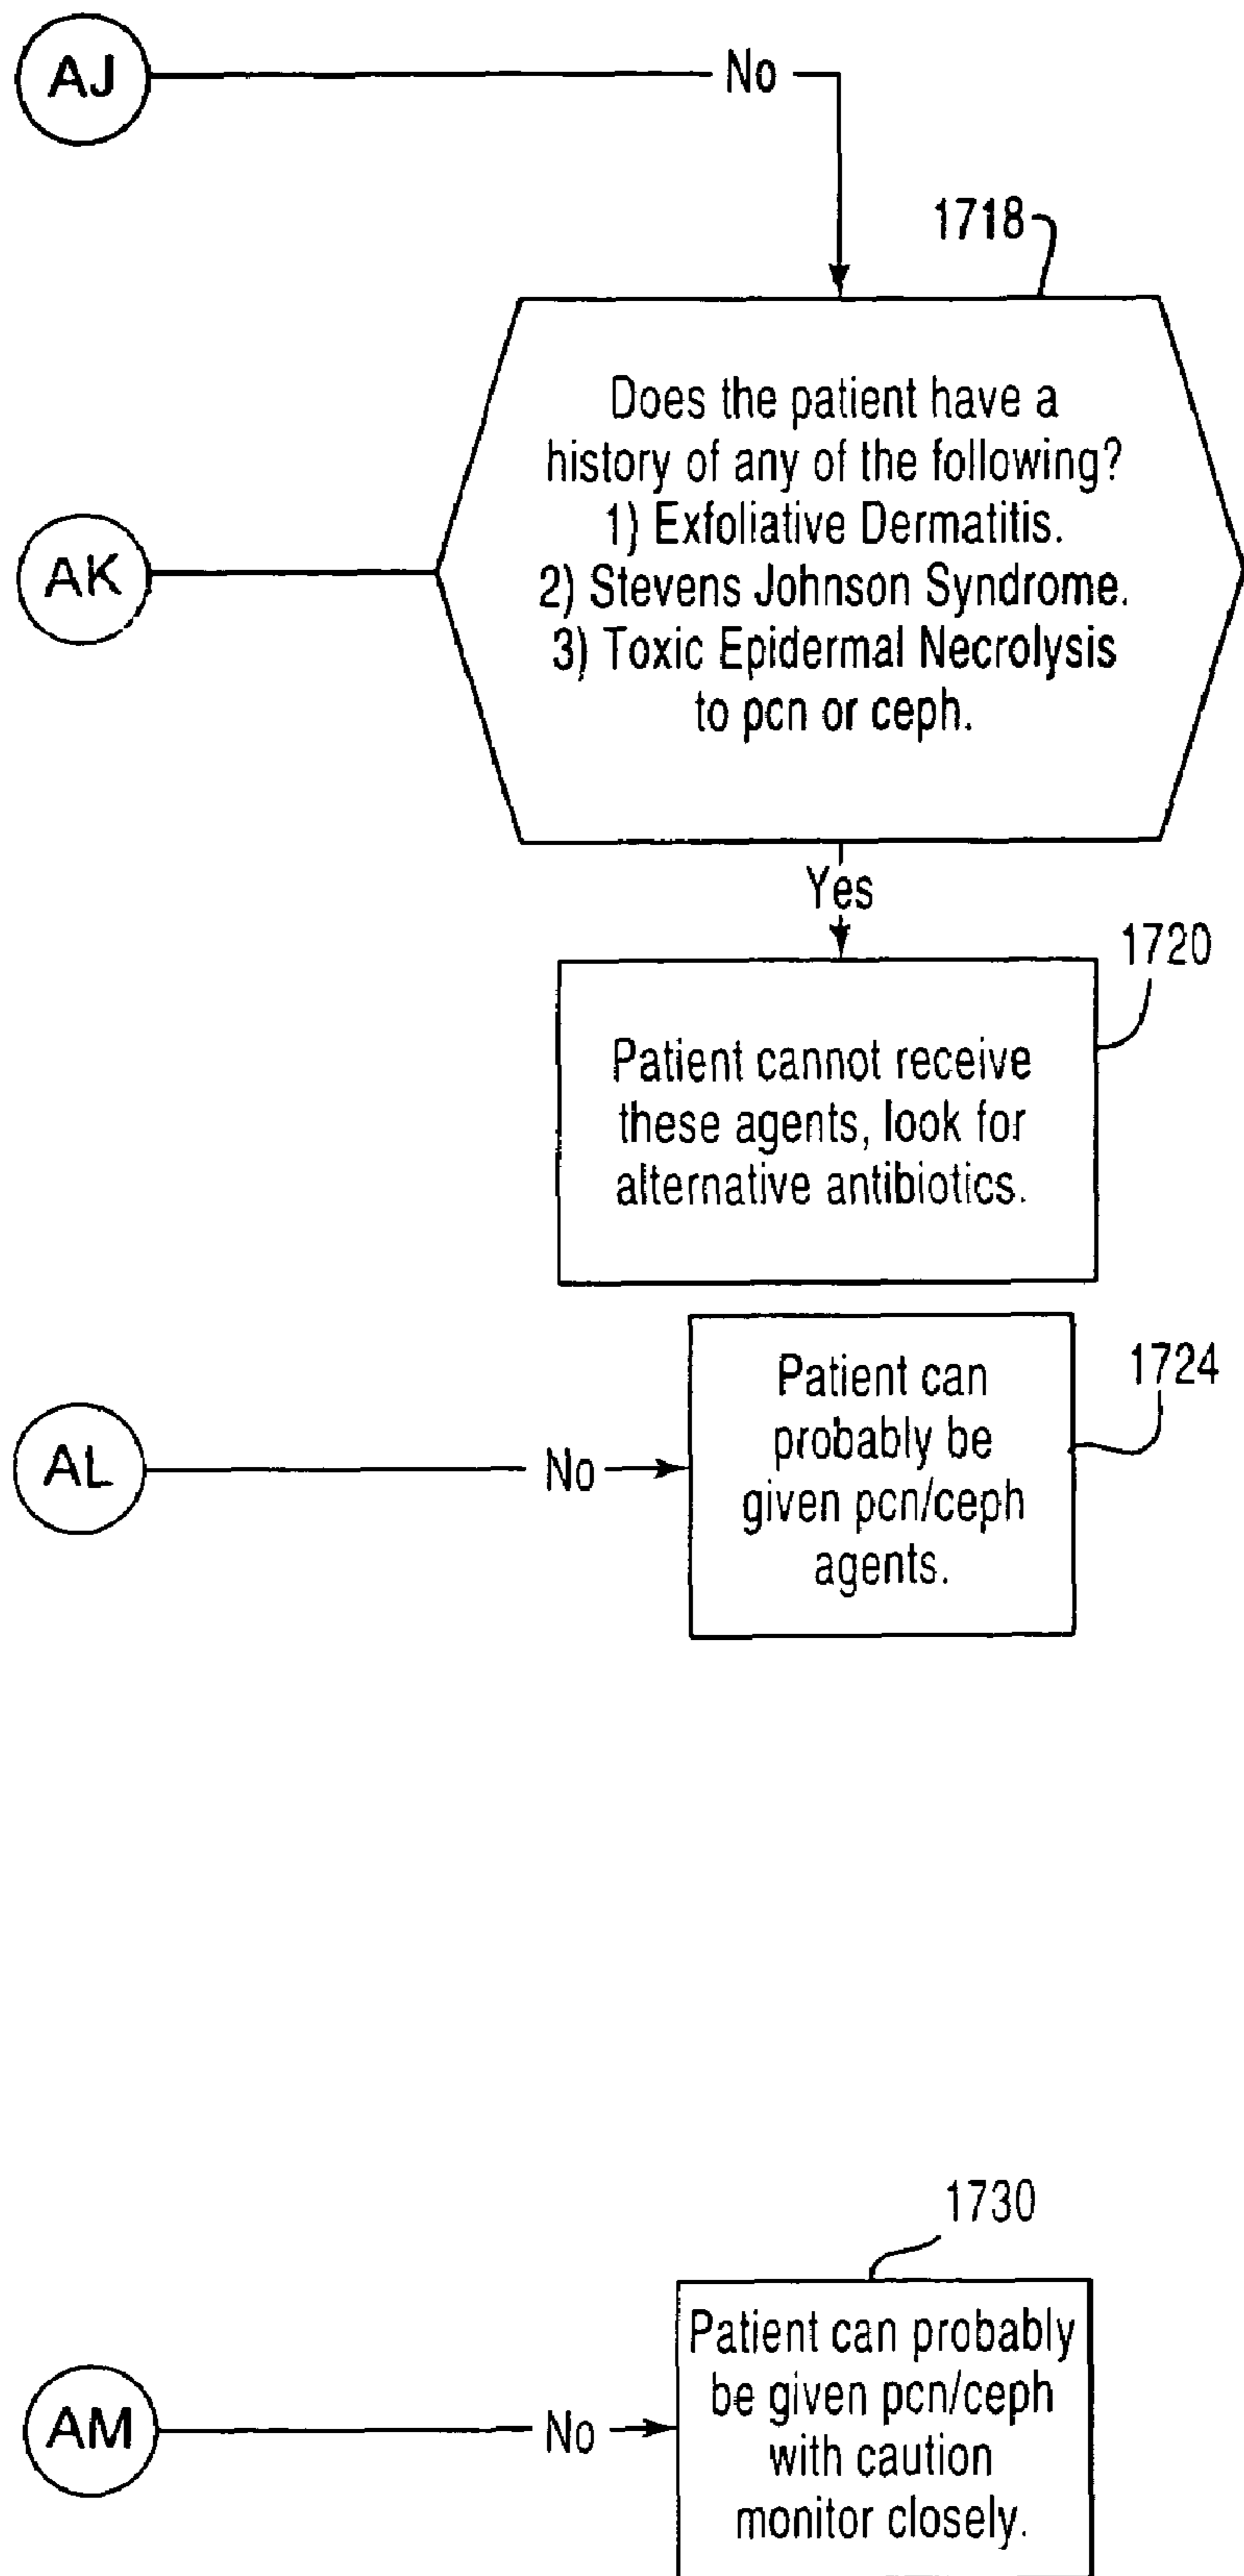 AJ
No
1718
Does the patient have a
history of any of the following?
1) Exfoliative Dermatitis.
2) Stevens Johnson Syndrome.
3) Toxic Epidermal Necrolysis
to pcn or ceph.
AK
Yes
1720
Patient cannot receive
these agents, look for
alternative antibiotics.
1724
Patient can
probably be
given pcn/ceph
agents.
AL
No
1730
Patient can probably
be given pcn/ceph
with caution
monitor closely.
AM
No